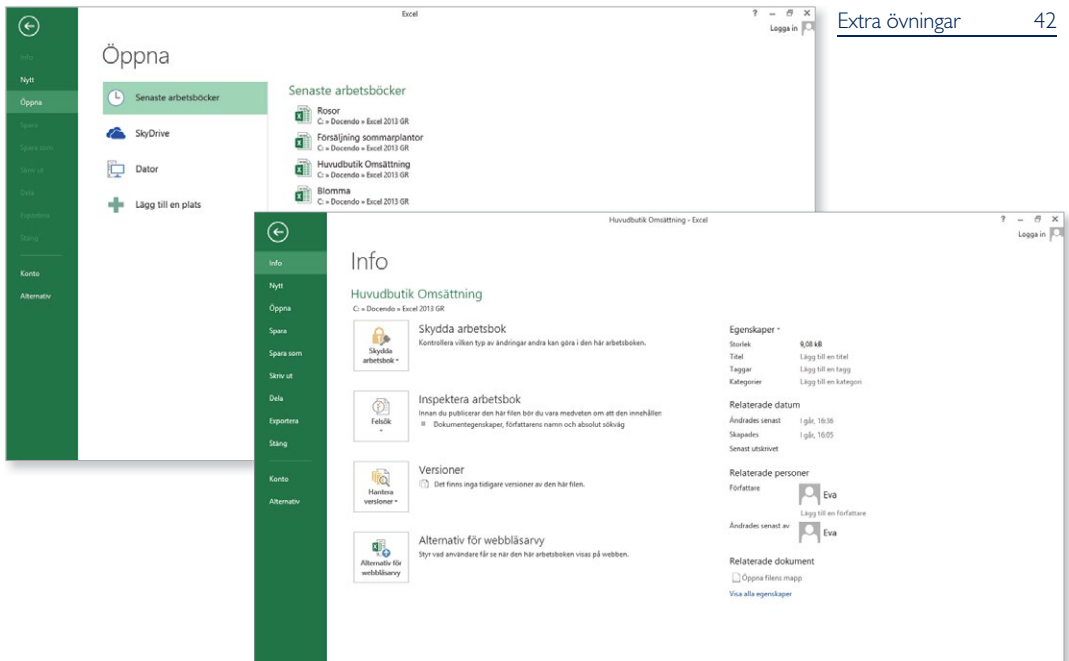 Extra övningar 42
Excel
Logga in
Info
Nytt
Öppna
Spara
Spara som
Skriv ut
Dela
Exportera
Stäng
Konto
Alternativ
Öppna
Senaste arbetsböcker
SkyDrive
Dator
Lägg till en plats
Senaste arbetsböcker
Rosor
C: » Docendo » Excel 2013 GR
Försäljning sommarplantor
C: » Docendo » Excel 2013 GR
Huvudbutik Omsättning
C: » Docendo » Excel 2013 GR
Blomma
C: » Docendo » Excel 2013 GR
Huvudbutik Omsättning - Excel
Logga in
Info
Nytt
Öppna
Spara
Spara som
Skriv ut
Dela
Exportera
Stäng
Konto
Alternativ
Info
Huvudbutik Omsättning
C: » Docendo » Excel 2013 GR
Skydda
arbetsbok
Skydda arbetsbok
Kontrollera vilken typ av ändringar andra kan göra i den här arbetsboken.
Felsök
Inspektera arbetsbok
Innan du publicerar den här filen bör du vara medveten om att den innehåller:
Dokumentegenskaper, författarens namn och absolut sökväg
Hantera
versioner
Versioner
Det finns inga tidigare versioner av den här filen.
Alternativ för
webbläsarvy
Alternativ för webbläsarvy
Styr vad användare får se när den här arbetsboken visas på webben.
Egenskaper
Storlek 9,08 kB
Titel Lägg till en titel
Taggar Lägg till en tagg
Kategorier Lägg till en kategori
Relaterade datum
Ändrades senast I går, 16:36
Skapades I går, 16:05
Senast utskrivet
Relaterade personer
Författare Eva
Lägg till en författare
Ändrades senast av Eva
Relaterade dokument
Öppna filens mapp
Visa alla egenskaper